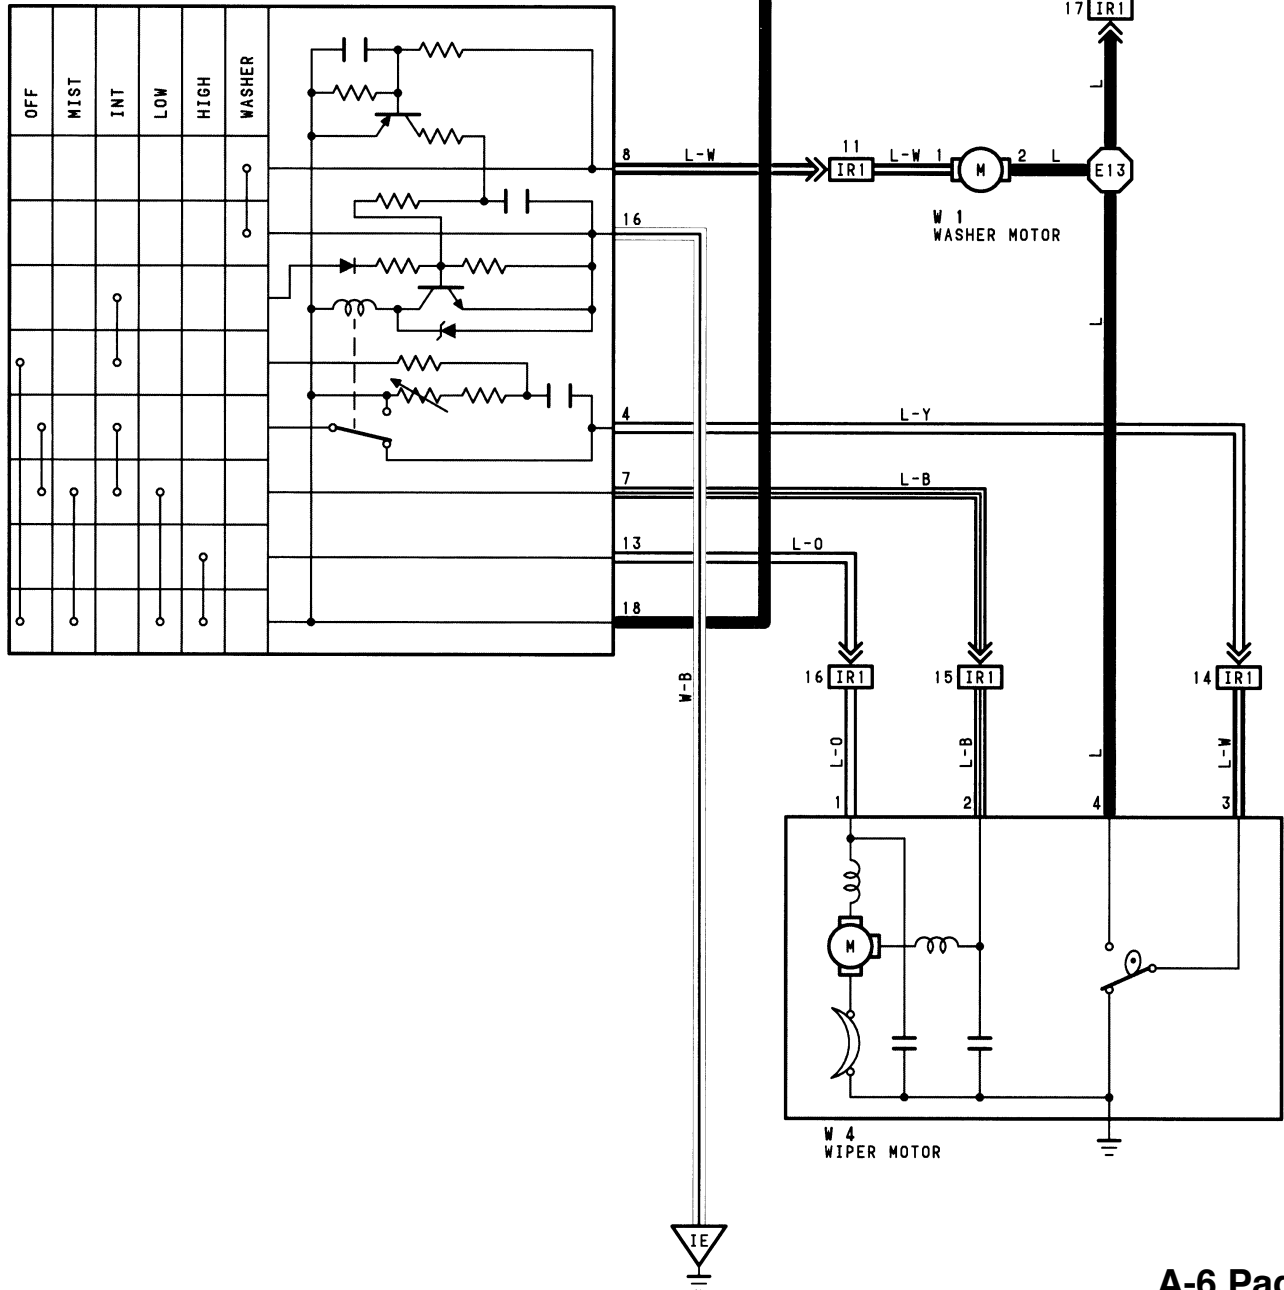 17 IR1
OFF
MIST
INT
LOW
HIGH
WASHER
L
8 L-W
11
IR1
L-W 1
M
2 L
E13
W 1
WASHER MOTOR
16
L
4 L-Y
7 L-B
13 L-O
18
W-B
16 IR1
15 IR1
14 IR1
L-O
L-B
L
L-W
1
2
4
3
M
W 4
WIPER MOTOR
IE
A-6